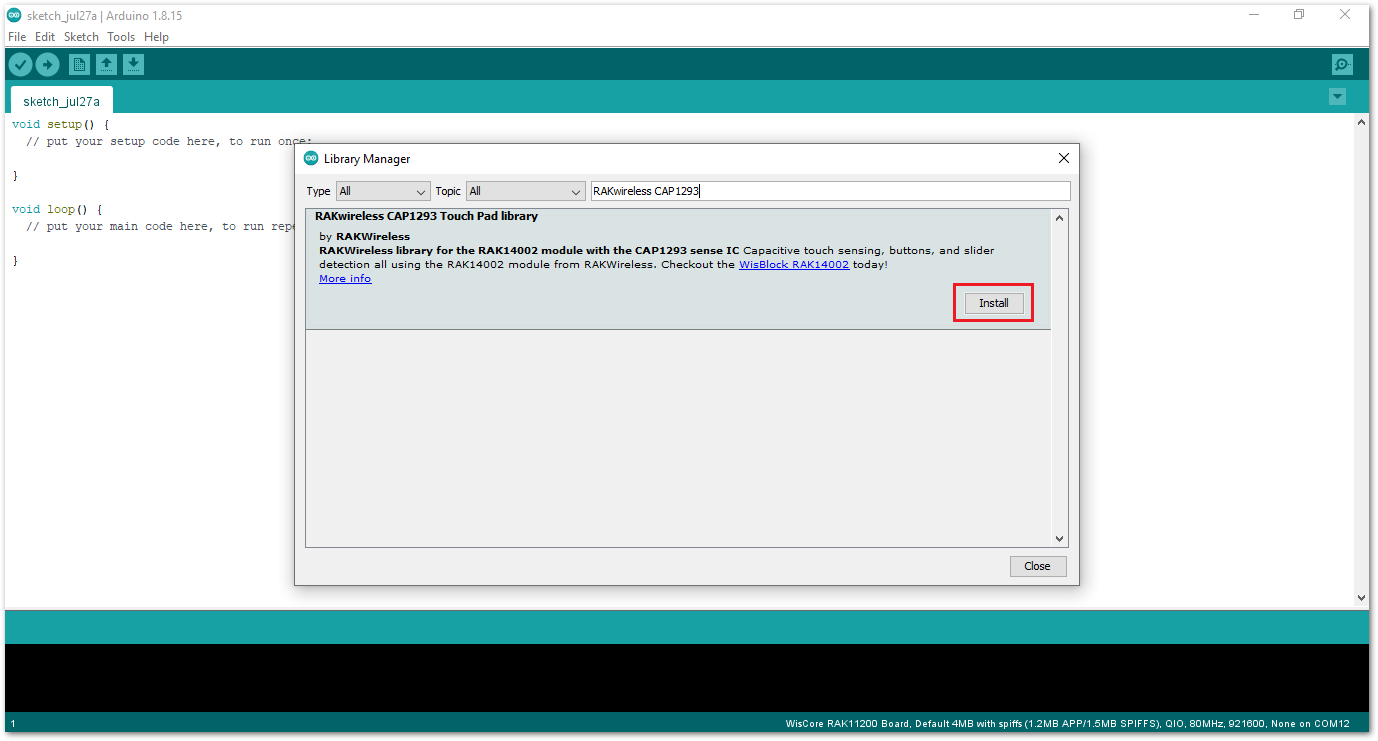 sketch_jul27a | Arduino 1.8.15
File Edit Sketch Tools Help
sketch_jul27a
void setup() {
// put your setup code here, to run once:
}
void loop() {
// put your main code here, to run repe
}
Library Manager
Type All Topic All RAKwireless CAP1293
RAKwireless CAP1293 Touch Pad library
by RAKWireless
RAKWireless library for the RAK14002 module with the CAP1293 sense IC Capacitive touch sensing, buttons, and slider
detection all using the RAK14002 module from RAKWireless. Checkout the WisBlock RAK14002 today!
More info
Install
Close
1 WisCore RAK11200 Board, Default 4MB with spiffs (1.2MB APP/1.5MB SPIFFS), QIO, 80MHz, 921600, None on COM12